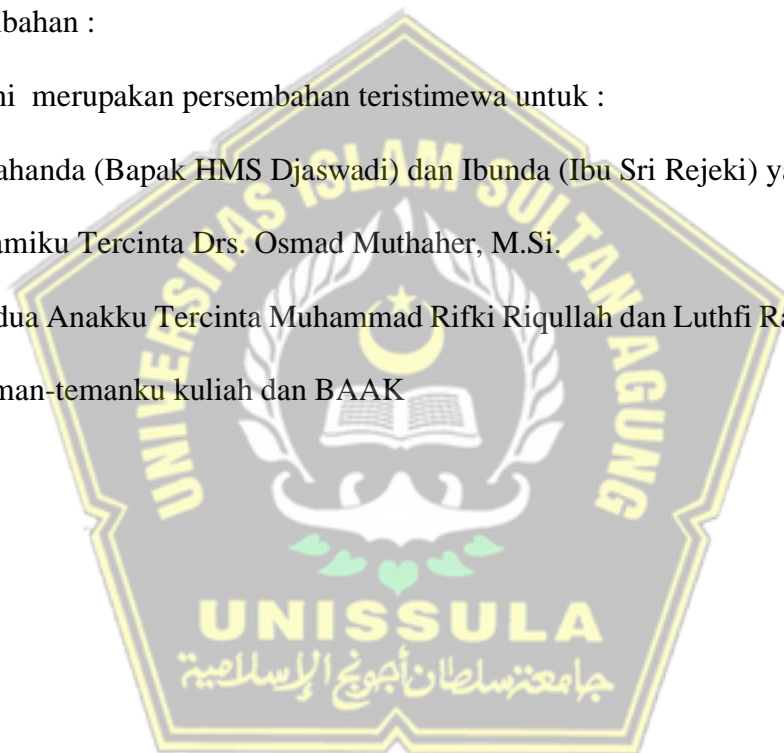 bahan :
ni merupakan persembahan teristimewa untuk :
ahanda (Bapak HMS Djaswadi) dan Ibunda (Ibu Sri Rejeki) ya
amiku Tercinta Drs. Osmad Muthaher, M.Si.
dua Anakku Tercinta Muhammad Rifki Riqullah dan Luthfi Ra
man-temanku kuliah dan BAAK
UNIVERSITAS ISLAM SULTAN AGUNG
UNISSULA
جامعة سلطان أجونج الإسلامية